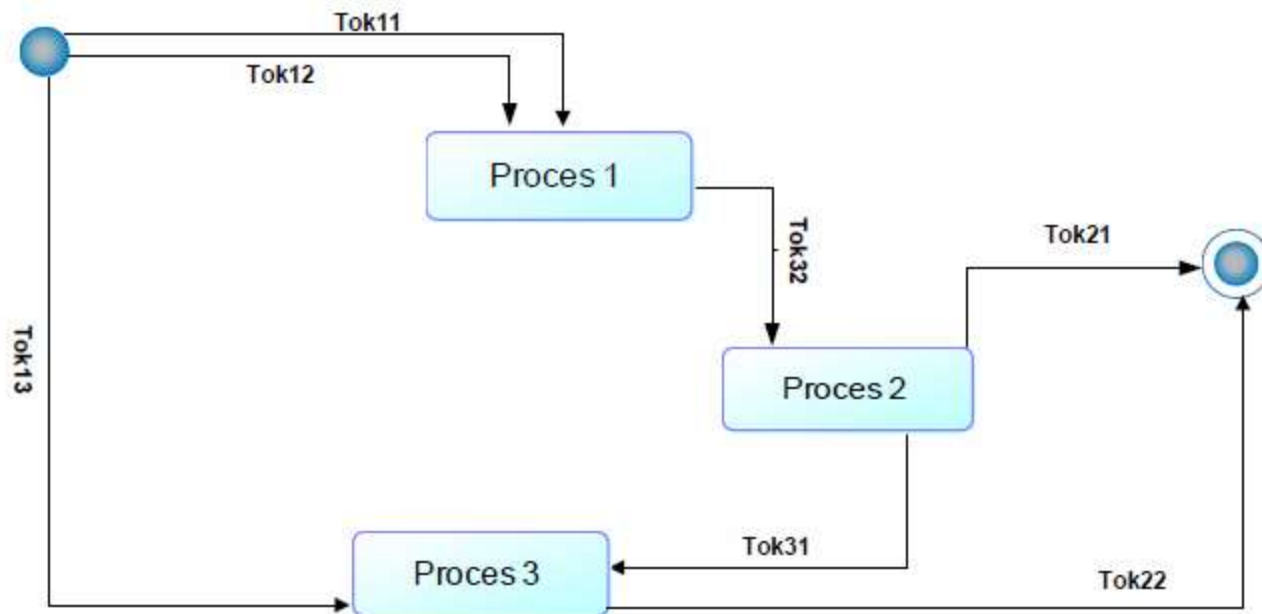 Tok11
Tok12
Proces 1
Tok32
Tok21
Tok13
Proces 2
Tok31
Proces 3
Tok22